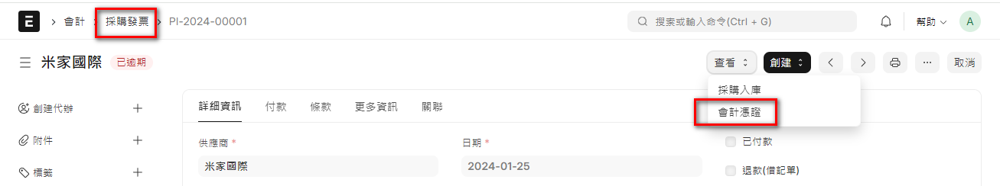 E > 會計 > 採購發票 > PI-2024-00001 搜索或輸入命令(Ctrl + G) 幫助 A
米家國際 已逾期 查看 創建 ··· 取消
採購入庫
會計憑證
創建代辦 +
附件 +
標籤 +
詳細資訊 付款 條款 更多資訊 關聯
供應商 * 日期 * 已付款
米家國際 2024-01-25 退款(借記單)